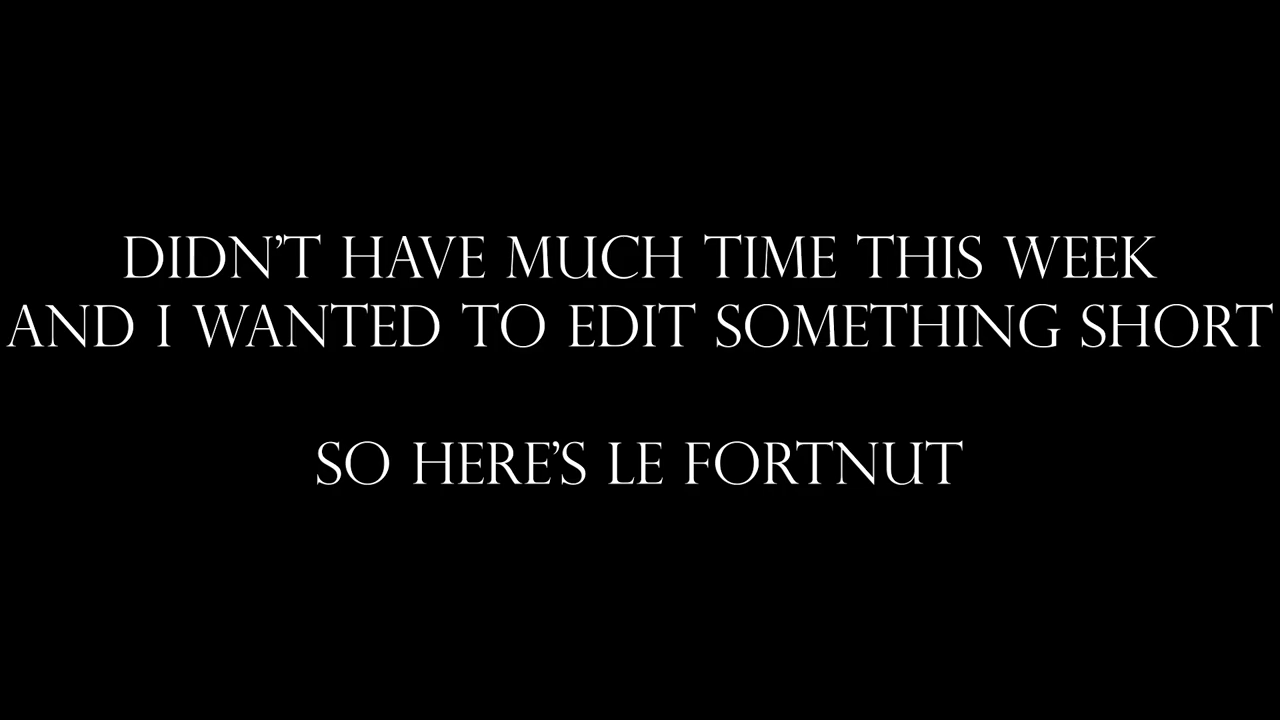 DIDN'T HAVE MUCH TIME THIS WEEK
AND I WANTED TO EDIT SOMETHING SHORT
SO HERE'S LE FORTNUT